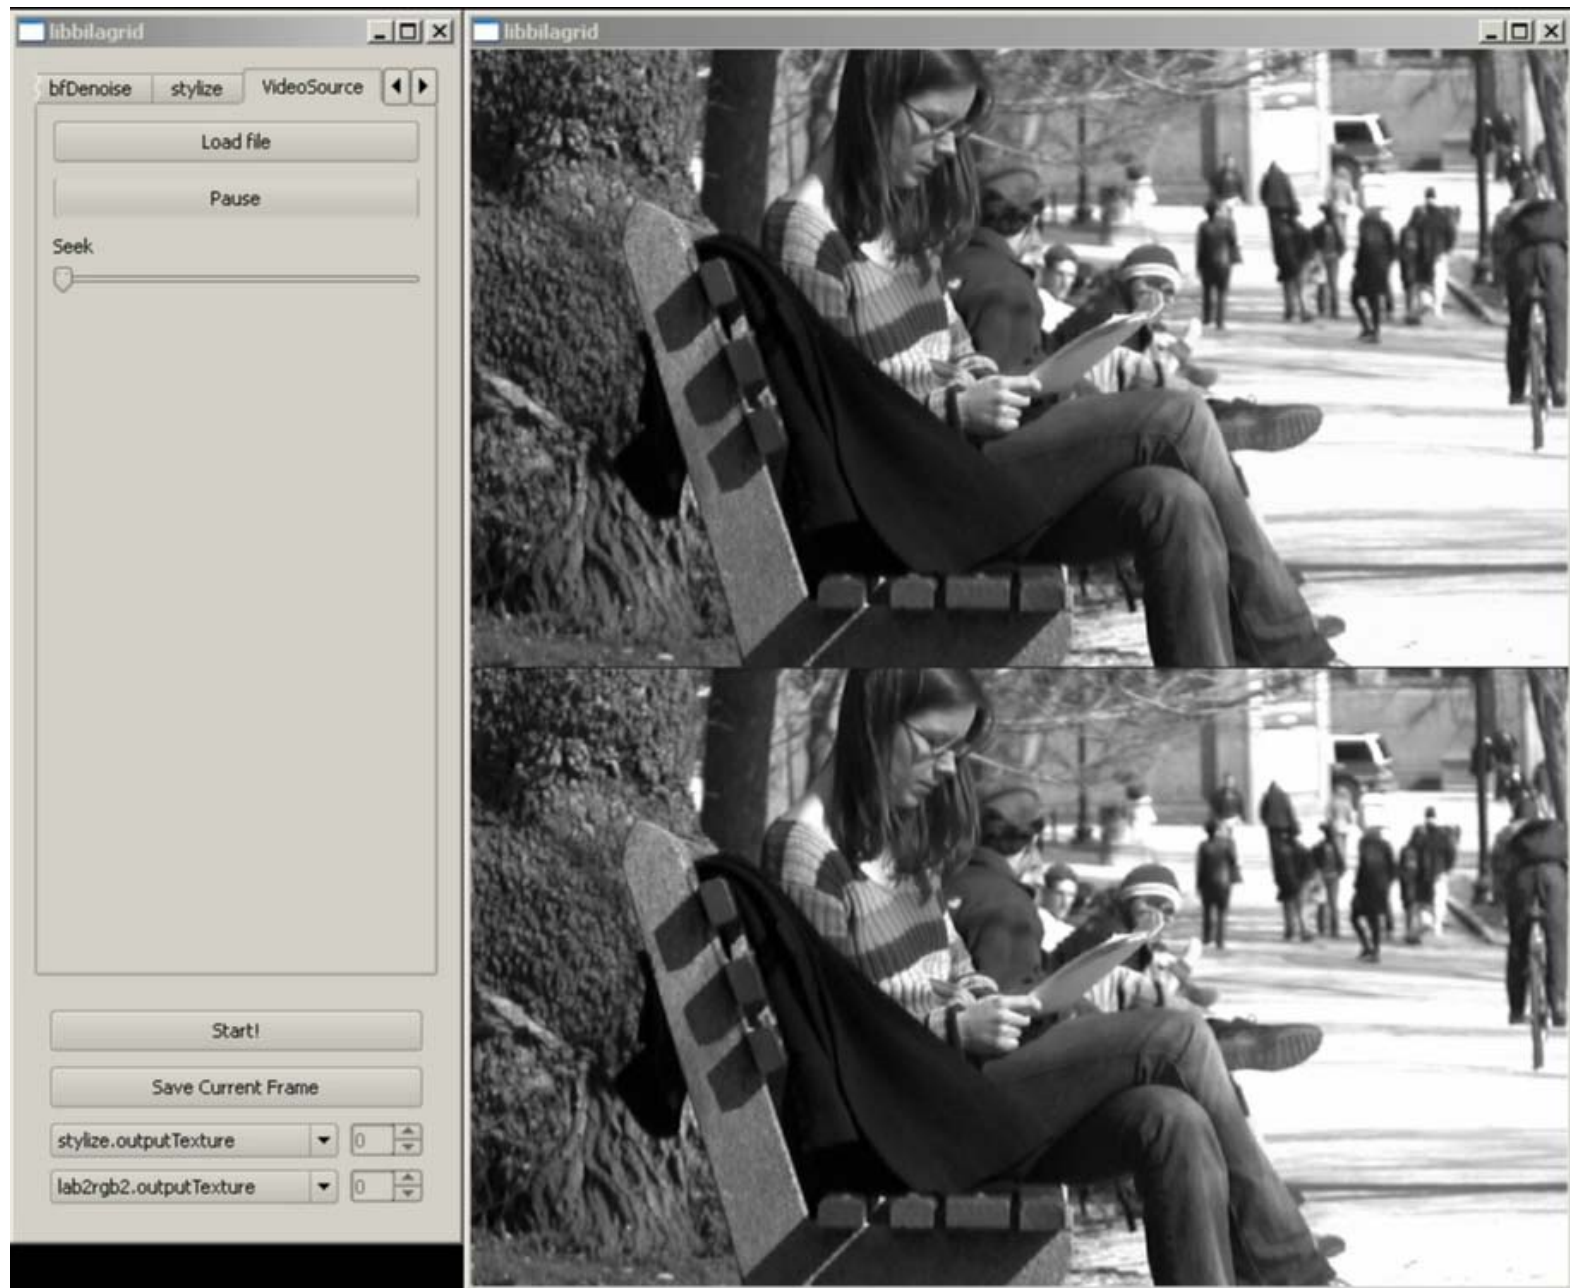 libbilagrid
bfDenoise stylize VideoSource
Load file
Pause
Seek
Start!
Save Current Frame
stylize.outputTexture 0
lab2rgb2.outputTexture 0
libbilagrid